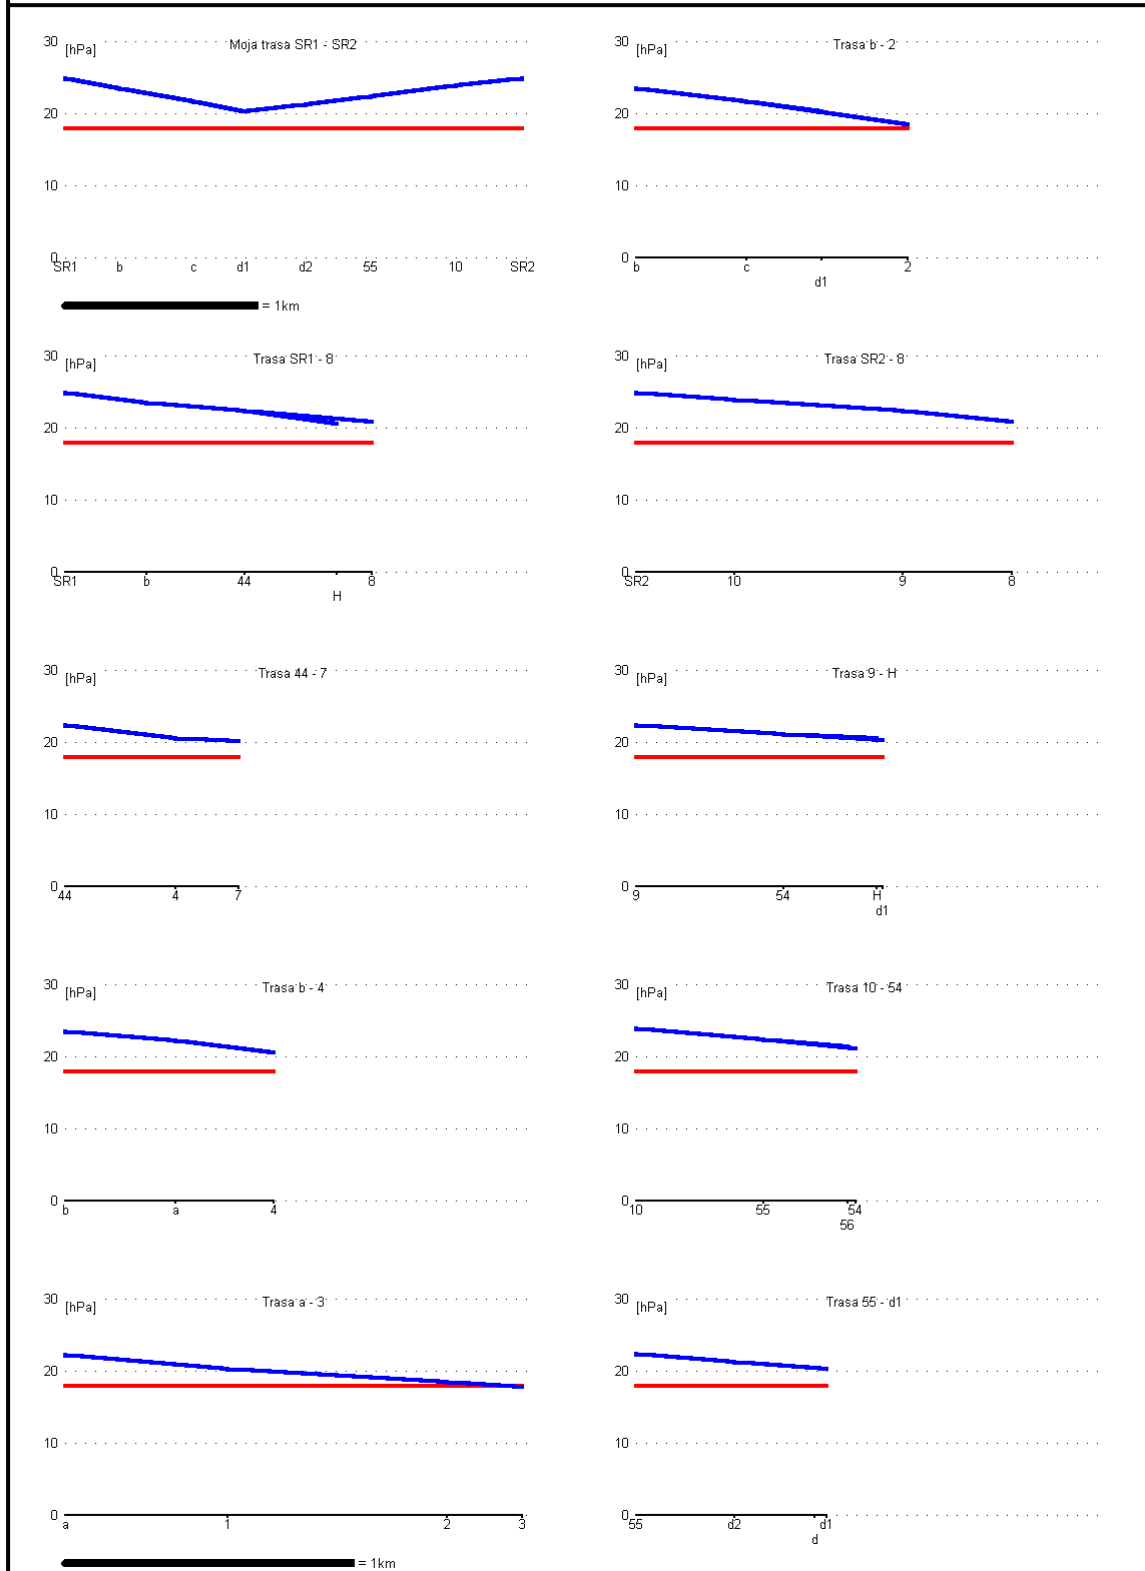 30 [hPa] Moja trasa SR1 - SR2
20
10
0
SR1 b c d1 d2 55 10 SR2
= 1km
30 [hPa] Trasa b - 2
20
10
0
b c d1 2
30 [hPa] Trasa SR1 - 8
20
10
0
SR1 b 44 8
H
30 [hPa] Trasa SR2 - 8
20
10
0
SR2 10 9 8
30 [hPa] Trasa 44 - 7
20
10
0
44 4 7
30 [hPa] Trasa 9 - H
20
10
0
9 54 H
d1
30 [hPa] Trasa b - 4
20
10
0
b a 4
30 [hPa] Trasa 10 - 54
20
10
0
10 55 54
56
30 [hPa] Trasa a - 3
20
10
0
a 1 2 3
= 1km
30 [hPa] Trasa 55 - d1
20
10
0
55 d2 d1
d